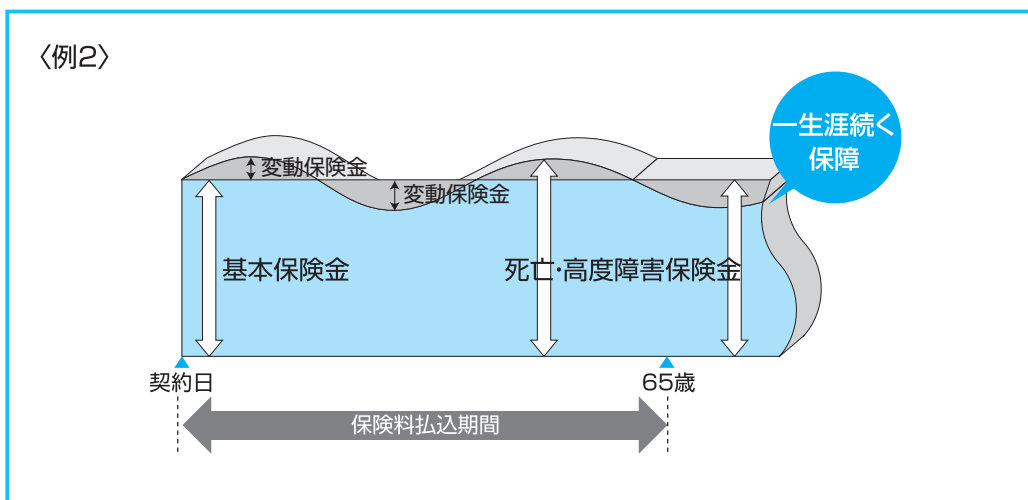 〈例2〉
一生涯続く
保障
変動保険金
変動保険金
基本保険金
死亡・高度障害保険金
契約日
65歳
保険料払込期間